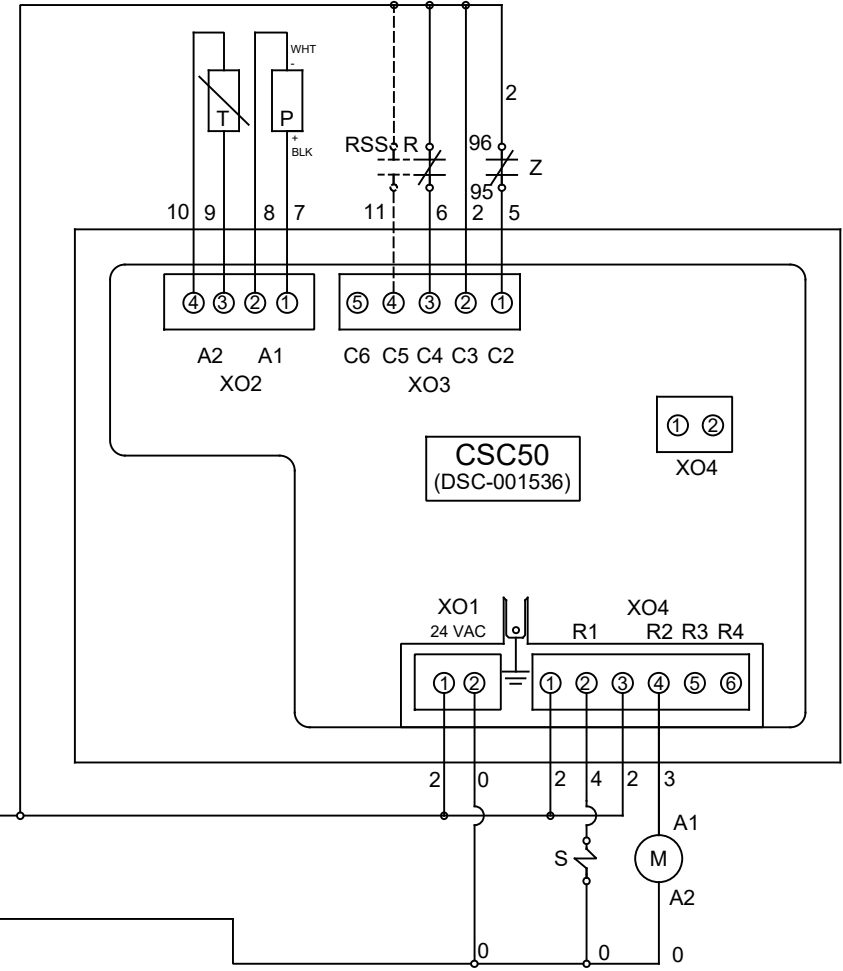 WHT
-
T
P
+
BLK
2
RSS R
96
Z
95
10 9 8 7 11 6 2 5
4 3 2 1 5 4 3 2 1
A2 A1 C6 C5 C4 C3 C2
XO2 XO3
1 2
XO4
CSC50
(DSC-001536)
XO1 XO4
24 VAC R1 R2 R3 R4
1 2 1 2 3 4 5 6
2 0 2 4 2 3
A1
S M
A2
0 0 0